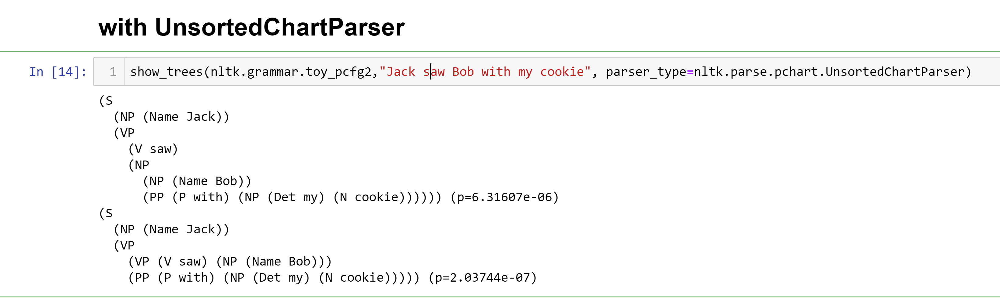 with UnsortedChartParser
In [14]: 1 show_trees(nltk.grammar.toy_pcfg2,"Jack saw Bob with my cookie", parser_type=nltk.parse.pchart.UnsortedChartParser)
(S
  (NP (Name Jack))
  (VP
    (V saw)
    (NP
      (NP (Name Bob))
      (PP (P with) (NP (Det my) (N cookie)))))) (p=6.31607e-06)
(S
  (NP (Name Jack))
  (VP
    (VP (V saw) (NP (Name Bob)))
    (PP (P with) (NP (Det my) (N cookie))))) (p=2.03744e-07)